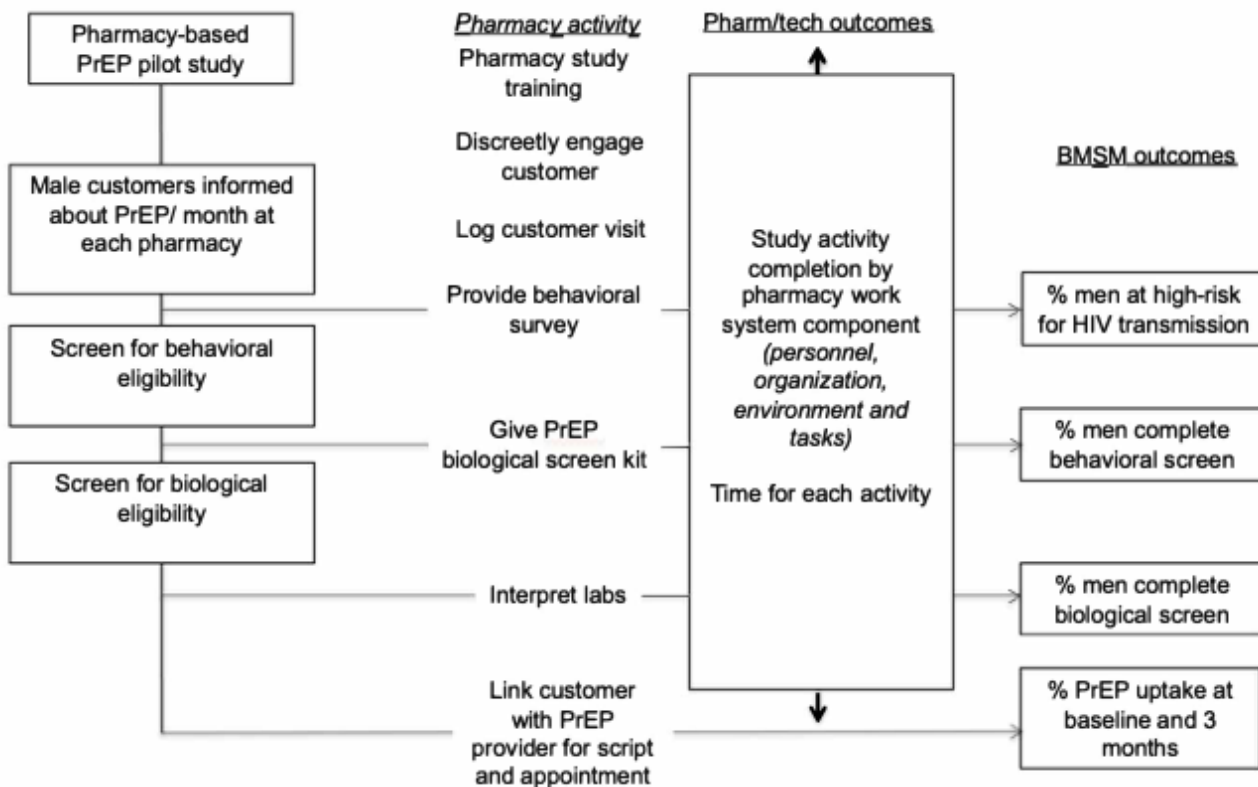 Pharmacy-based
PrEP pilot study
Male customers informed
about PrEP/ month at
each pharmacy
Screen for behavioral
eligibility
Screen for biological
eligibility
Pharmacy activity
Pharmacy study
training
Discreetly engage
customer
Log customer visit
Provide behavioral
survey
Give PrEP
biological screen kit
Interpret labs
Link customer
with PrEP
provider for script
and appointment
Pharm/tech outcomes
Study activity
completion by
pharmacy work
system component
(personnel,
organization,
environment and
tasks)
Time for each activity
BMSM outcomes
% men at high-risk
for HIV transmission
% men complete
behavioral screen
% men complete
biological screen
% PrEP uptake at
baseline and 3
months